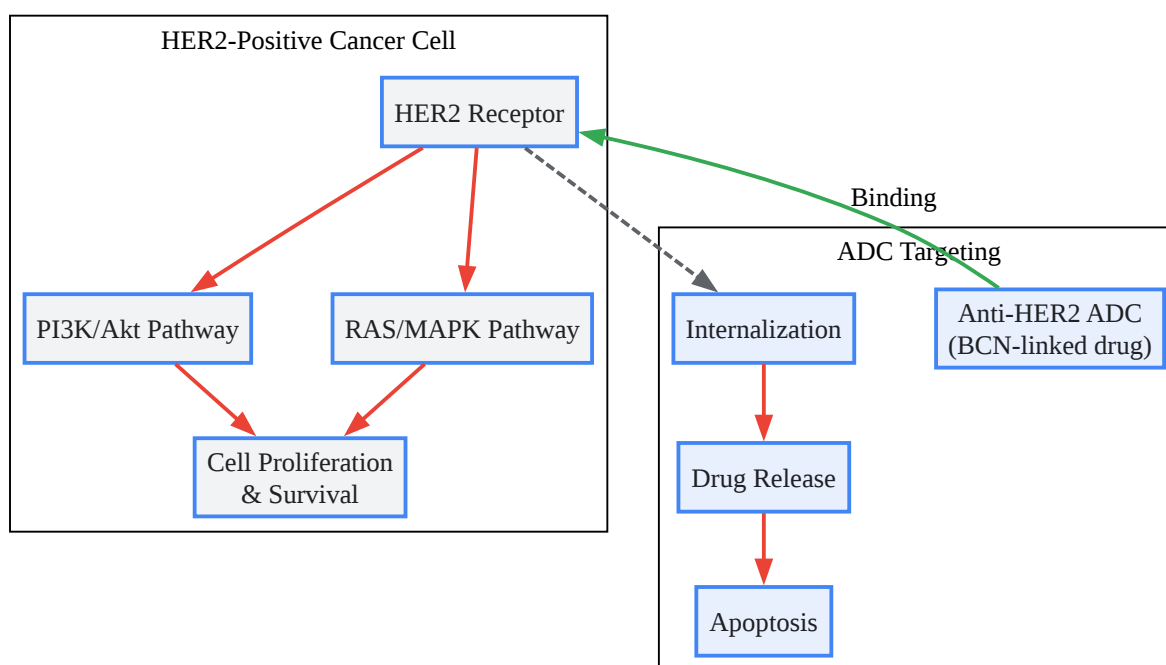 HER2-Positive Cancer Cell
HER2 Receptor
PI3K/Akt Pathway
RAS/MAPK Pathway
Cell Proliferation
& Survival
Binding
ADC Targeting
Internalization
Anti-HER2 ADC
(BCN-linked drug)
Drug Release
Apoptosis